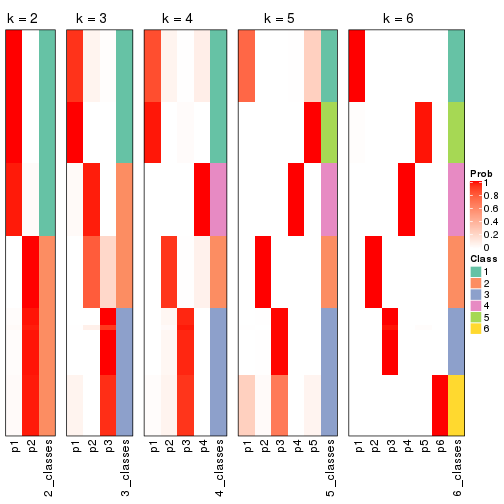 k = 2
k = 3
k = 4
k = 5
k = 6
p1
p2
2_classes
p1
p2
p3
3_classes
p1
p2
p3
p4
4_classes
p1
p2
p3
p4
p5
5_classes
p1
p2
p3
p4
p5
p6
6_classes
Prob
1
0.8
0.6
0.4
0.2
0
Class
1
2
3
4
5
6